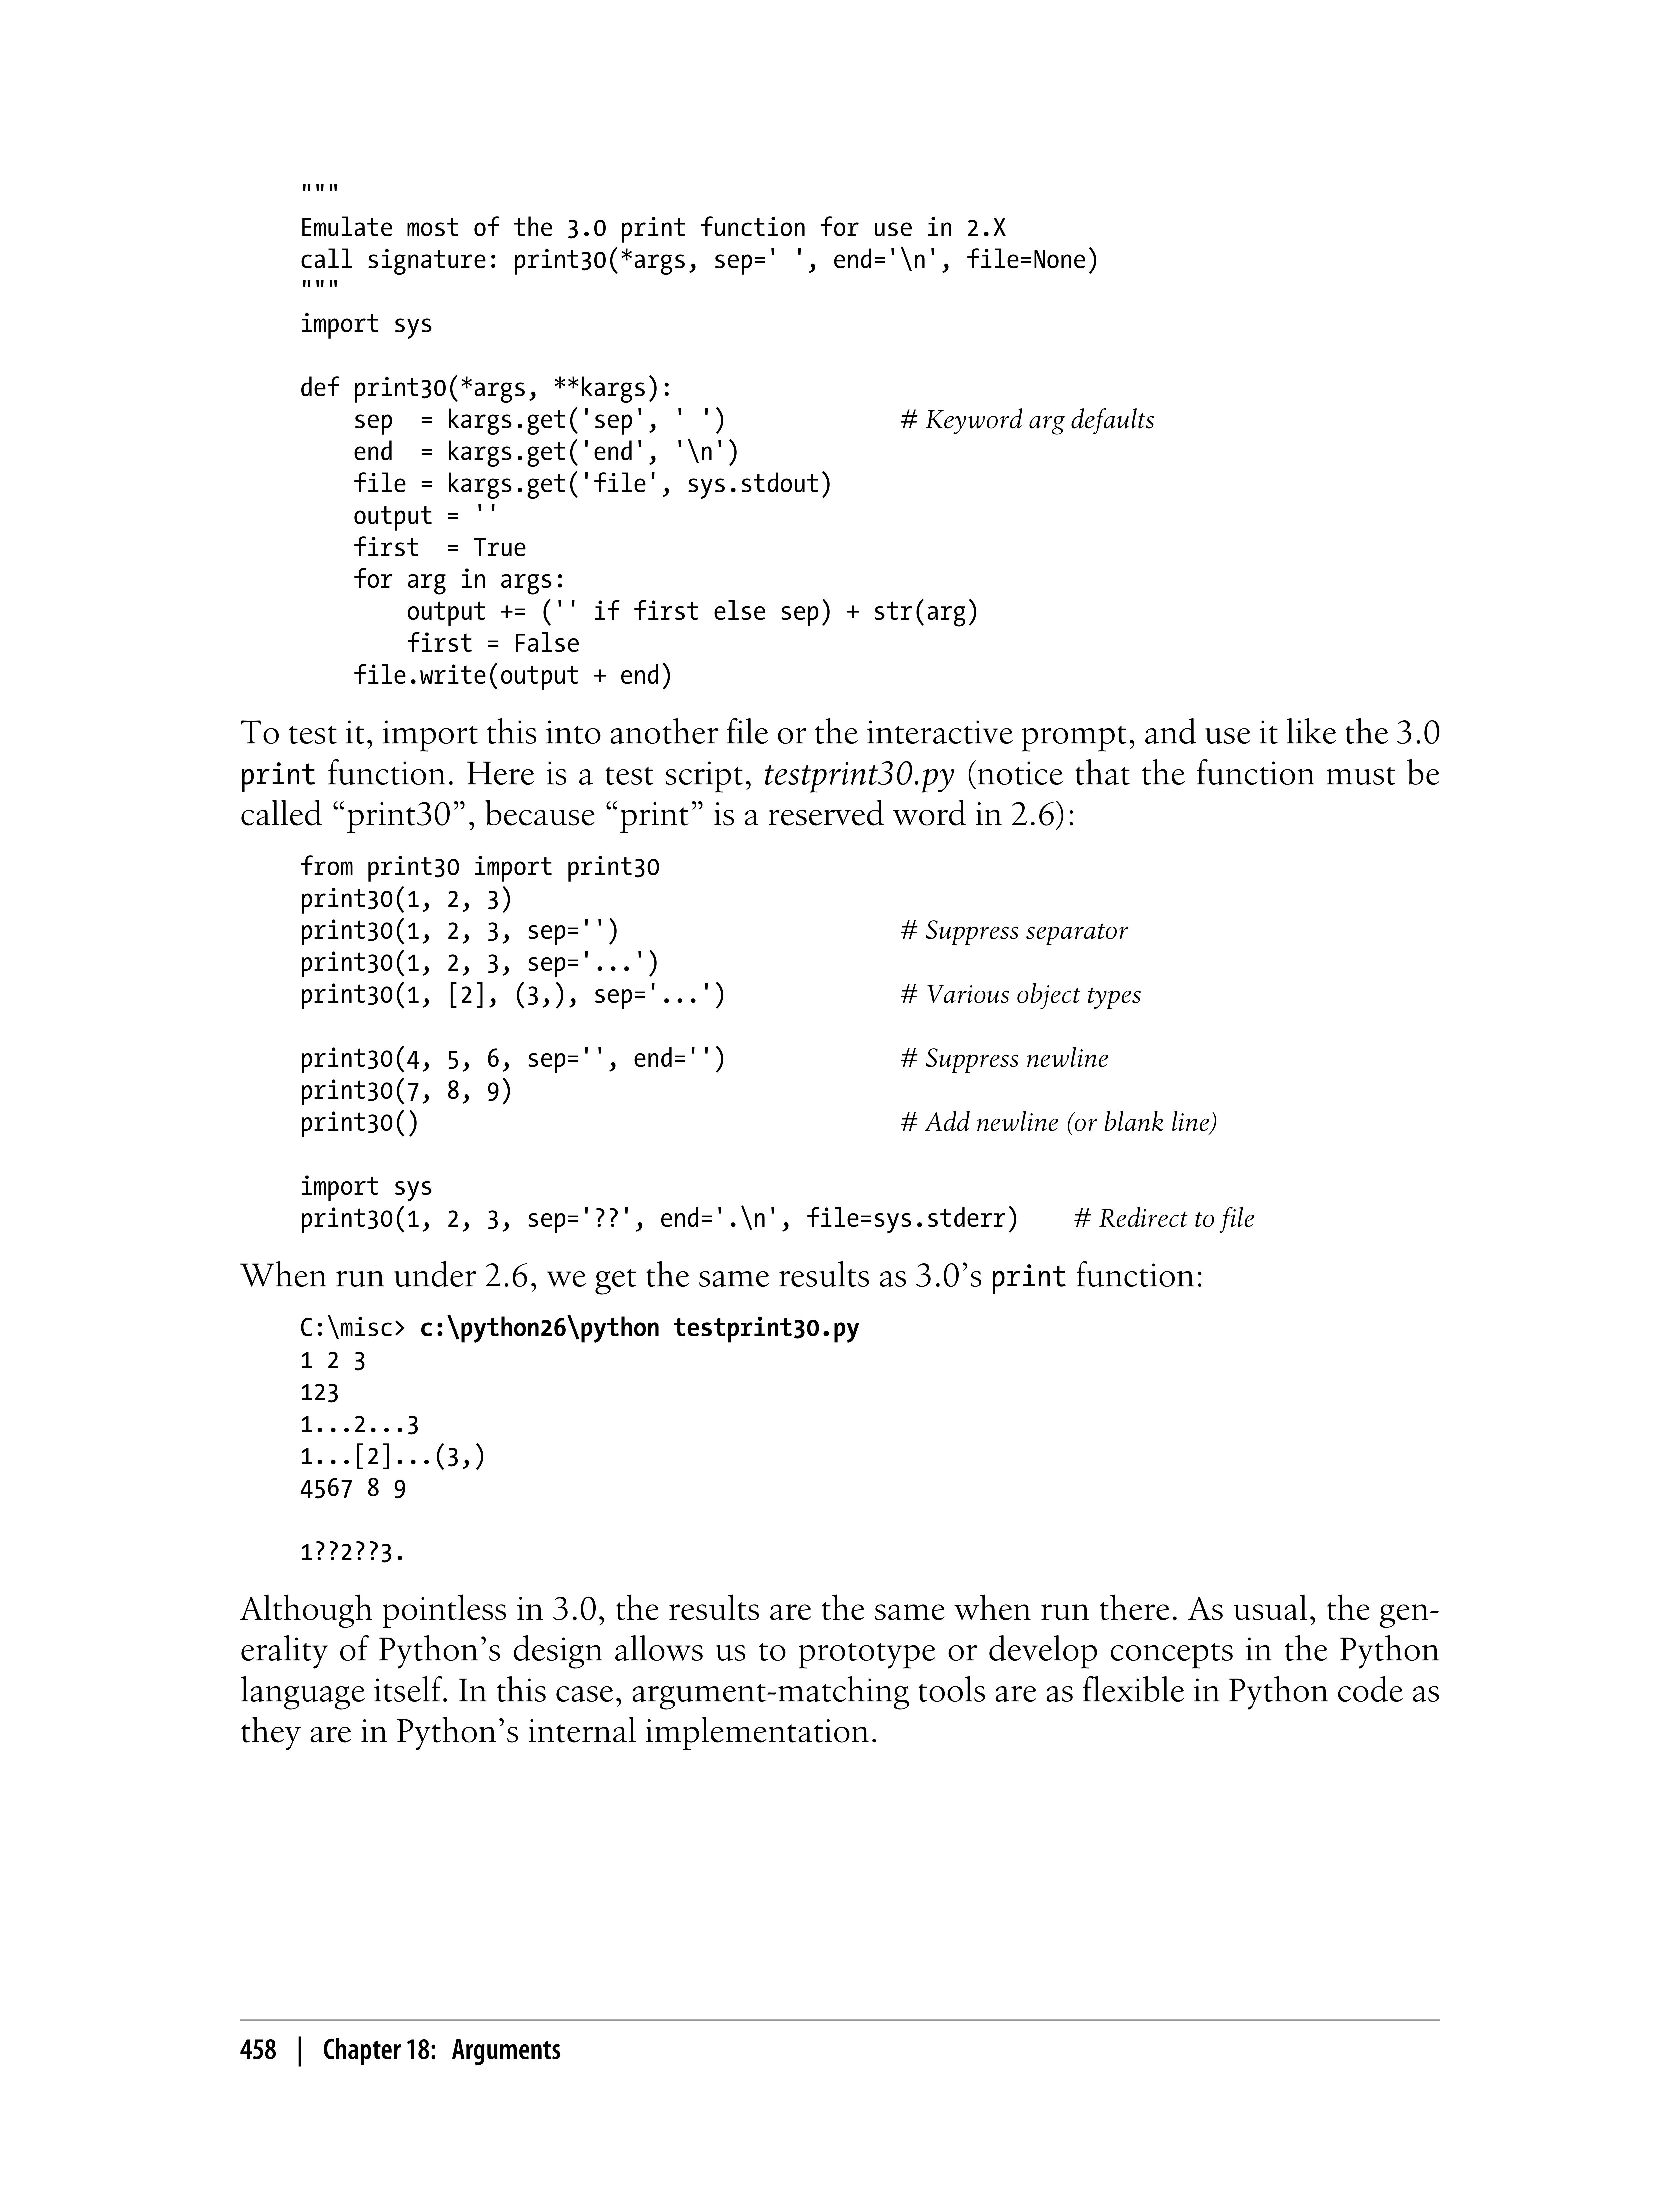 """
Emulate most of the 3.0 print function for use in 2.X
call signature: print30(*args, sep=' ', end='\n', file=None)
"""
import sys

def print30(*args, **kargs):
    sep  = kargs.get('sep', ' ')             # Keyword arg defaults
    end  = kargs.get('end', '\n')
    file = kargs.get('file', sys.stdout)
    output = ''
    first  = True
    for arg in args:
        output += ('' if first else sep) + str(arg)
        first = False
    file.write(output + end)
To test it, import this into another file or the interactive prompt, and use it like the 3.0
print function. Here is a test script, testprint30.py (notice that the function must be
called “print30”, because “print” is a reserved word in 2.6):
from print30 import print30
print30(1, 2, 3)
print30(1, 2, 3, sep='')                     # Suppress separator
print30(1, 2, 3, sep='...')
print30(1, [2], (3,), sep='...')             # Various object types

print30(4, 5, 6, sep='', end='')             # Suppress newline
print30(7, 8, 9)
print30()                                    # Add newline (or blank line)

import sys
print30(1, 2, 3, sep='??', end='.\n', file=sys.stderr)    # Redirect to file
When run under 2.6, we get the same results as 3.0’s print function:
C:\misc> c:\python26\python testprint30.py
1 2 3
123
1...2...3
1...[2]...(3,)
4567 8 9

1??2??3.
Although pointless in 3.0, the results are the same when run there. As usual, the gen-
erality of Python’s design allows us to prototype or develop concepts in the Python
language itself. In this case, argument-matching tools are as flexible in Python code as
they are in Python’s internal implementation.
458 | Chapter 18: Arguments